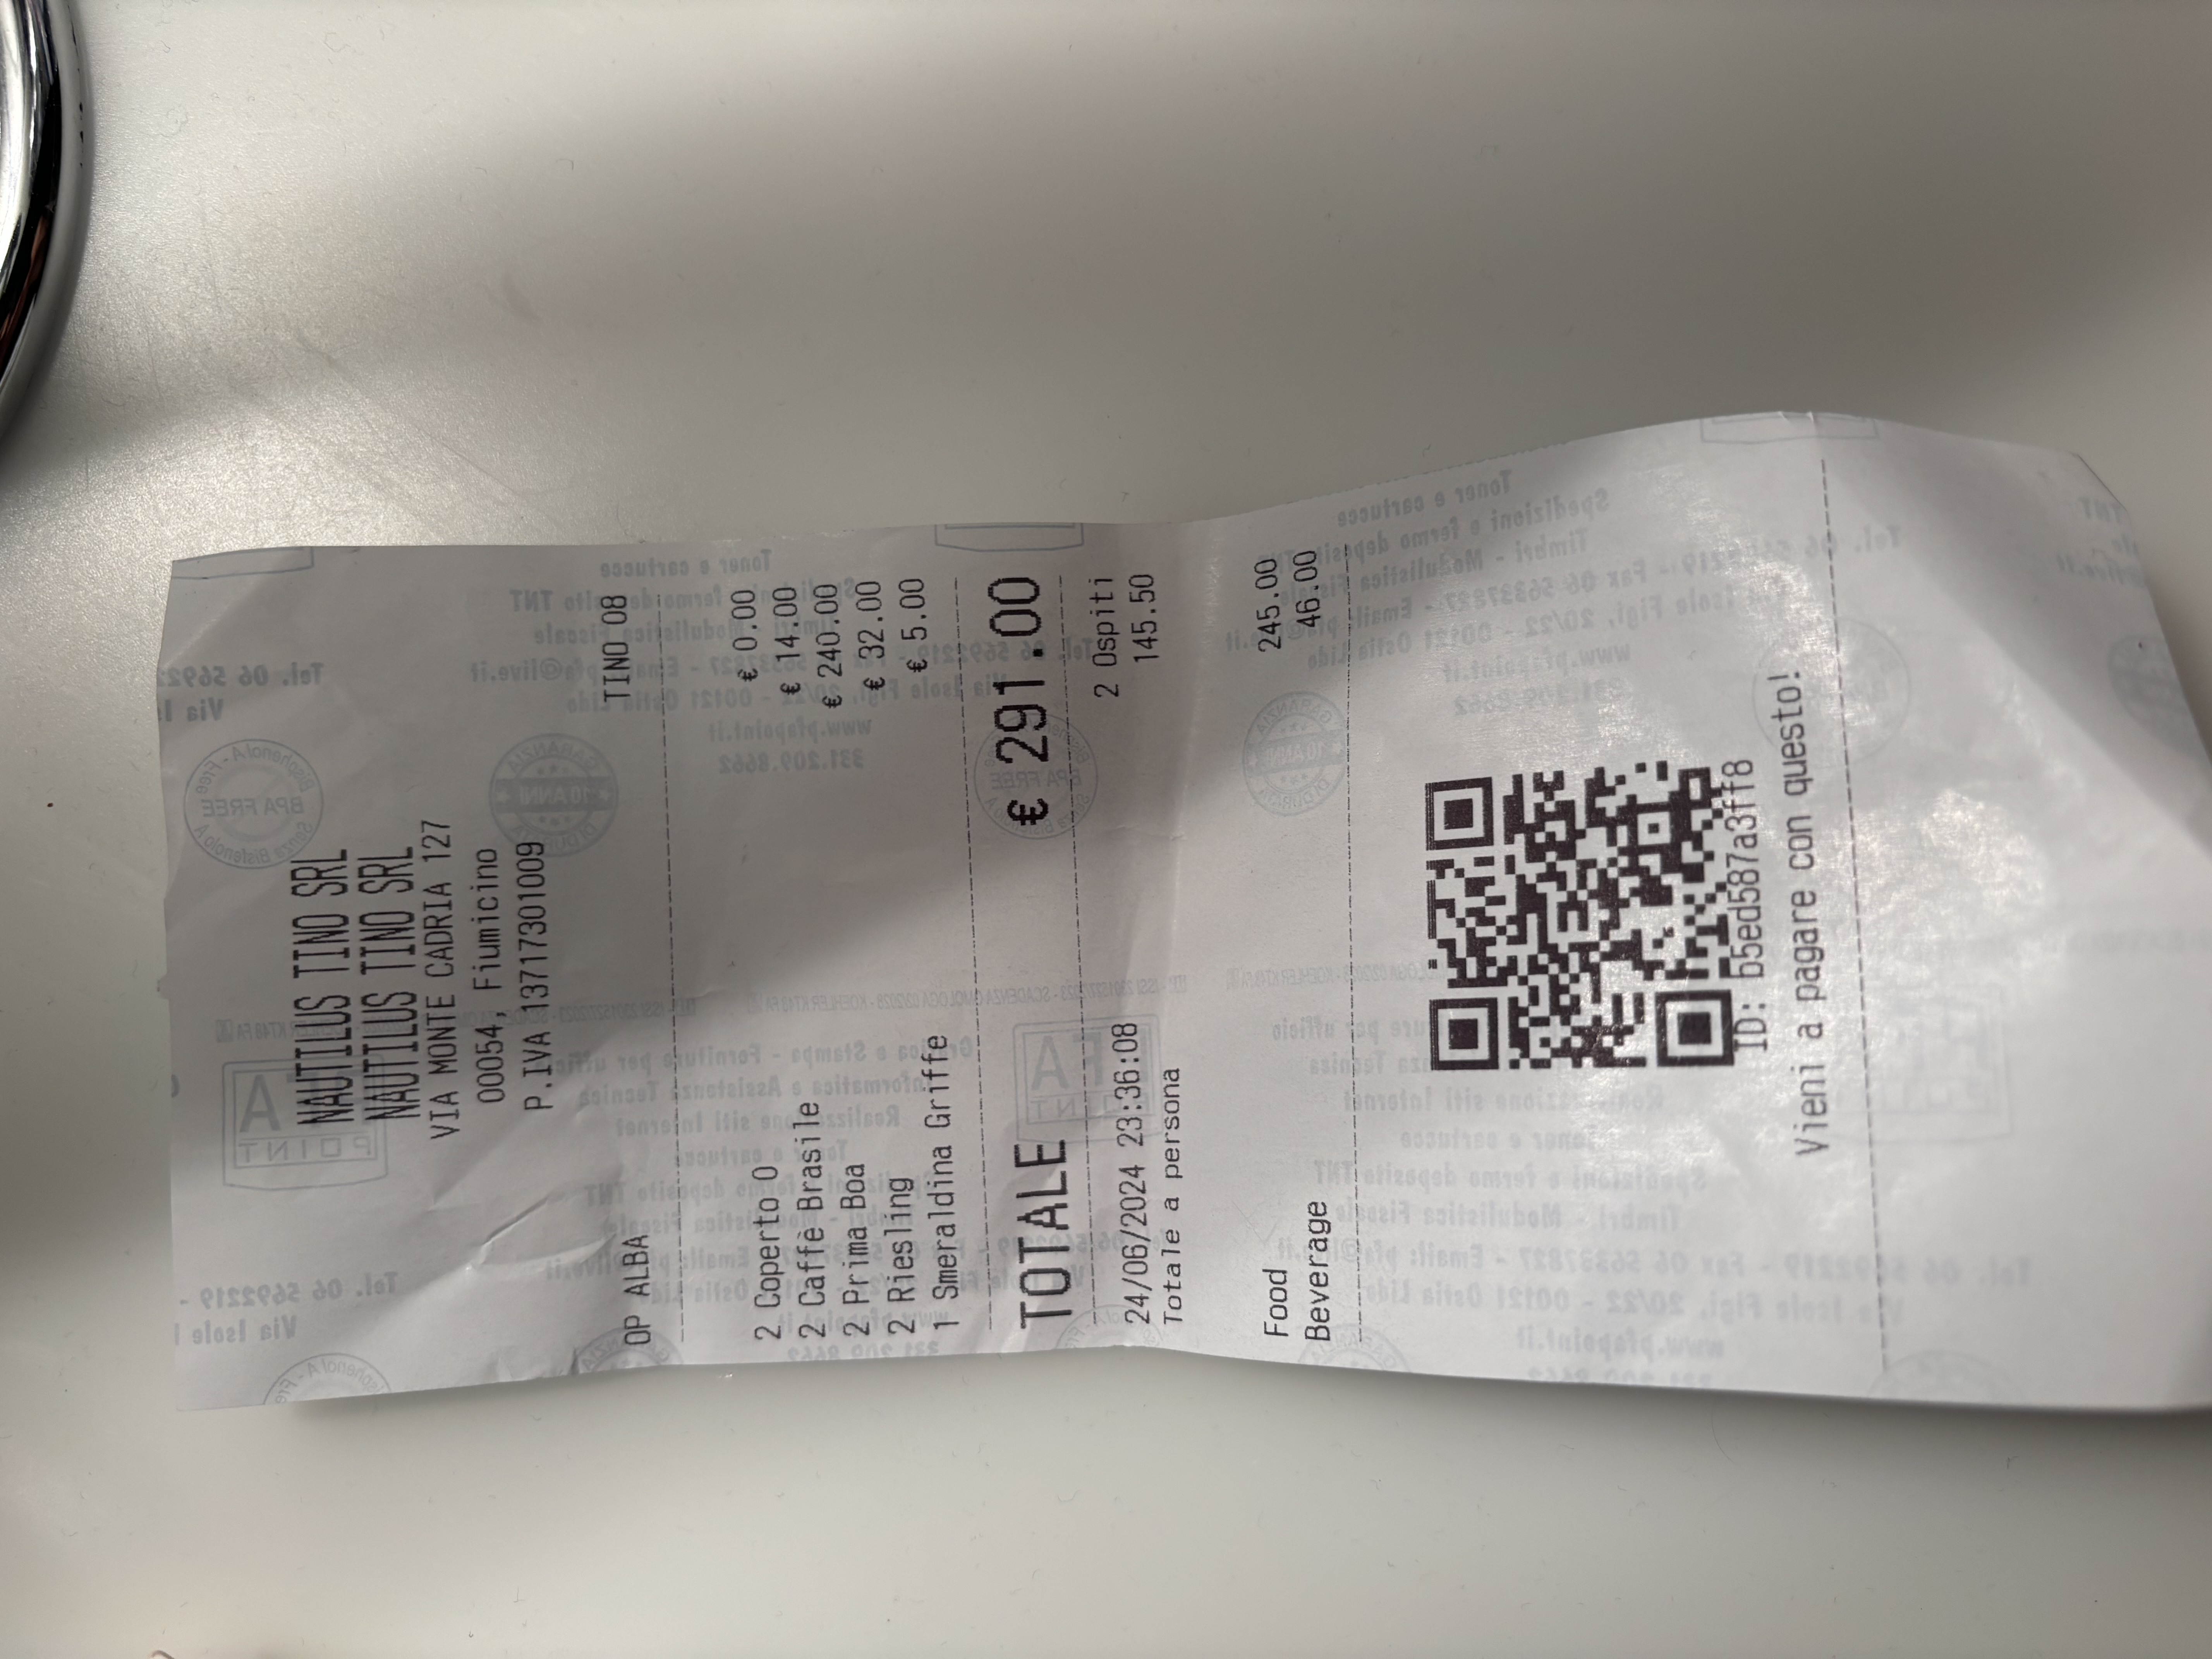 NAUTILUS TINO SRL
NAUTILUS TINO SRL
VIA MONTE CADRIA 127
00054, Fiumicino
P.IVA 13717301009
OP ALBA TINO 08
2 Coperto 0 € 0.00
2 Caffè Brasile € 14.00
2 Prima Boa € 240.00
2 Riesling € 32.00
1 Smeraldina Griffe € 5.00
TOTALE € 291.00
24/06/2024 23:36:08 2 Ospiti
Totale a persona 145.50
Food 245.00
Beverage 46.00
ID: b5ed587a3ff8
Vieni a pagare con questo!